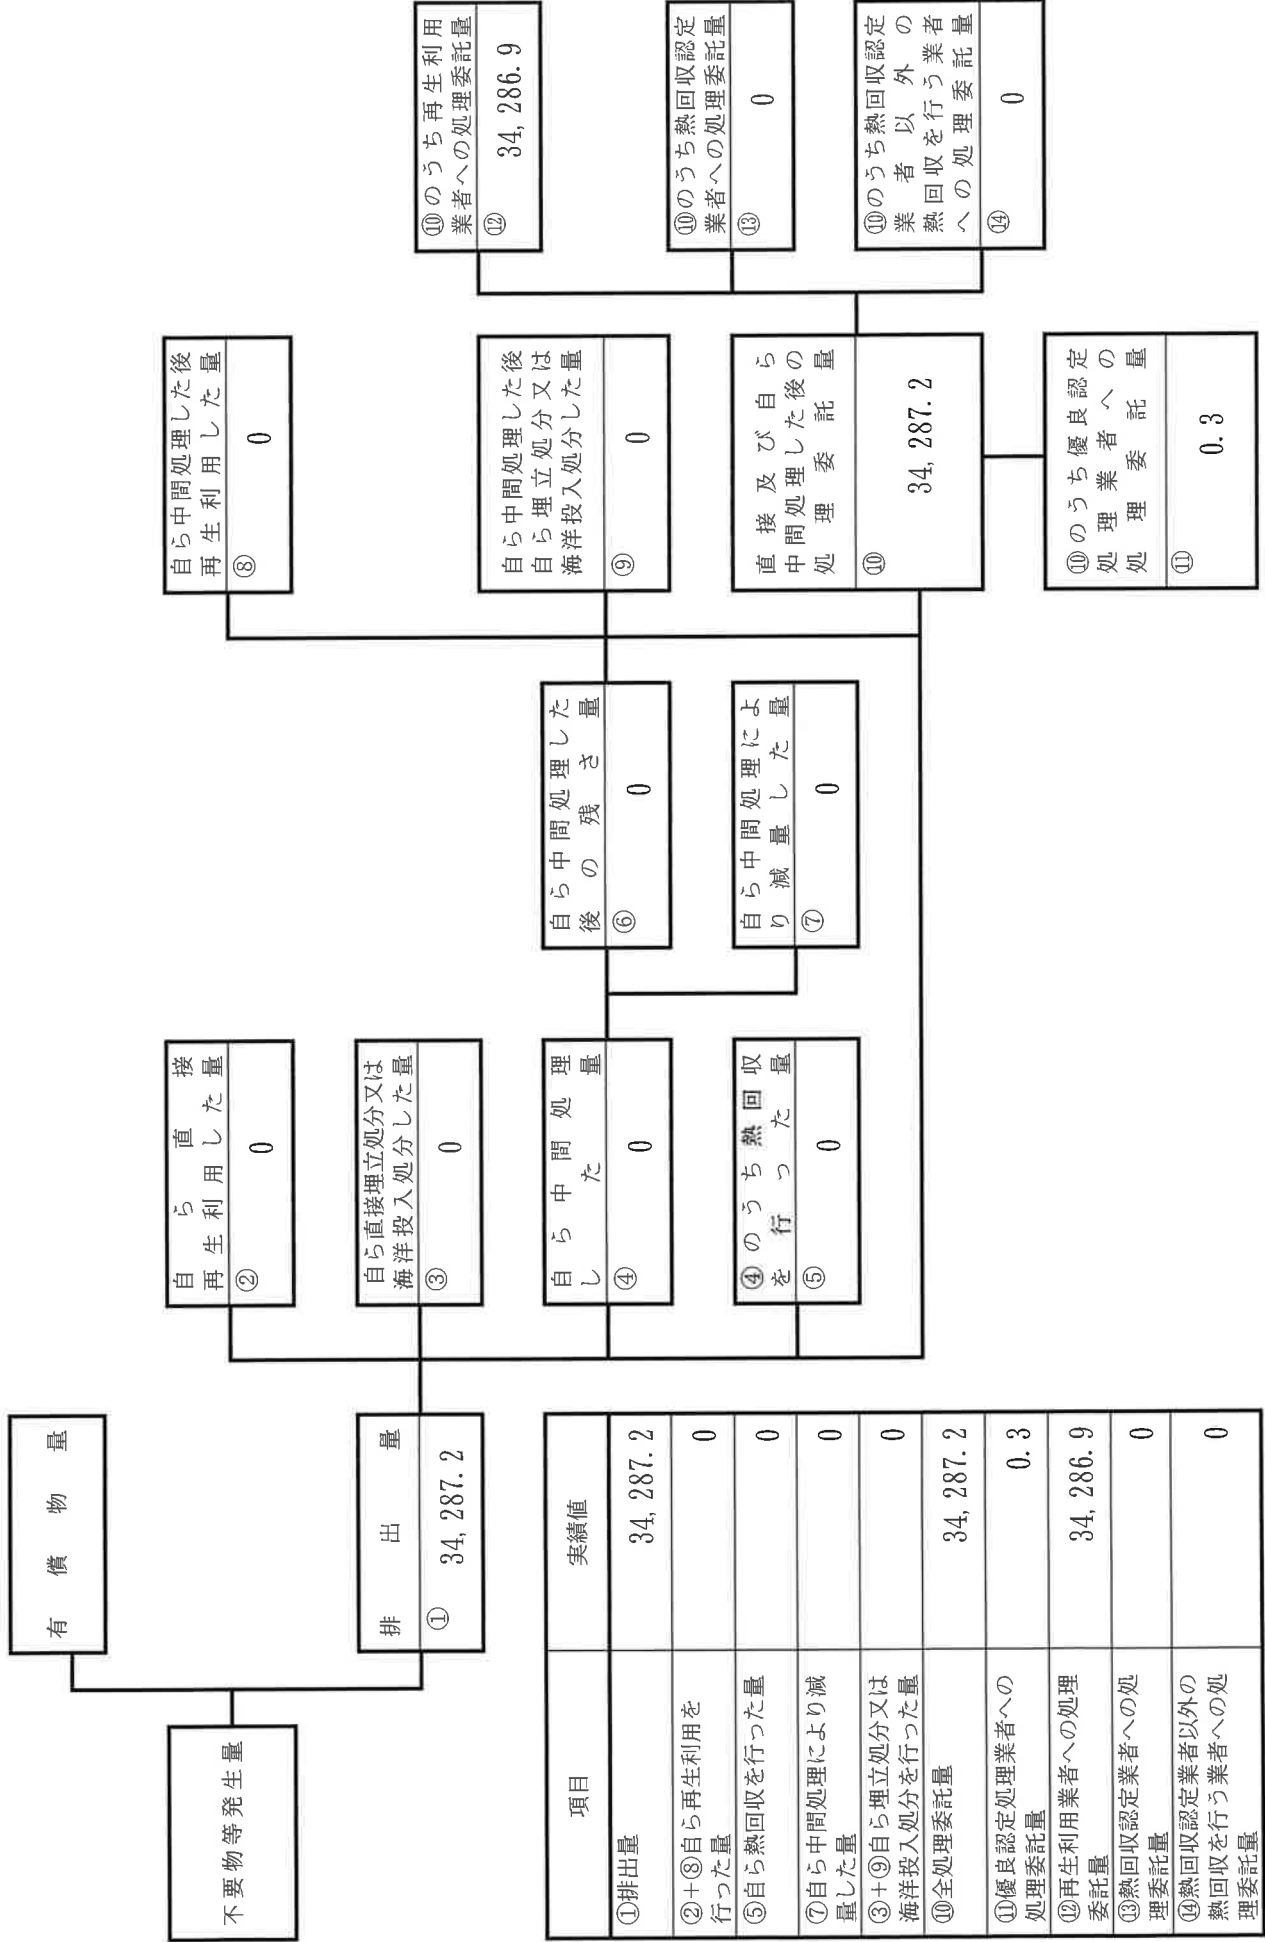 不要物等発生量
有償物量
排出量
① 34,287.2
自ら直接
再生利用した量
② 0
自ら直接埋立処分又は
海洋投入処分した量
③ 0
自ら中間処理
した量
④ 0
④のうち熱回収
を行った量
⑤ 0
自ら中間処理した
後の残さ量
⑥ 0
自ら中間処理によ
り減量した量
⑦ 0
自ら中間処理した後
再生利用した量
⑧ 0
自ら中間処理した後
自ら埋立処分又は
海洋投入処分した量
⑨ 0
直接及び自ら
中間処理した後の
処理委託量
⑩ 34,287.2
⑩のうち優良認定
処理業者への
処理委託量
⑪ 0.3
⑩のうち再生利用
業者への処理委託量
⑫ 34,286.9
⑩のうち熱回収認定
業者への処理委託量
⑬ 0
⑩のうち熱回収認定
業者以外の
熱回収を行う業者
への処理委託量
⑭ 0
項目 実績値
①排出量 34,287.2
②+⑧自ら再生利用を
行った量 0
⑤自ら熱回収を行った量 0
⑦自ら中間処理により減
量した量 0
③+⑨自ら埋立処分又は
海洋投入処分を行った量 0
⑩全処理委託量 34,287.2
⑪優良認定処理業者への
処理委託量 0.3
⑫再生利用業者への処理
委託量 34,286.9
⑬熱回収認定業者への処
理委託量 0
⑭熱回収認定業者以外の
熱回収を行う業者への処
理委託量 0